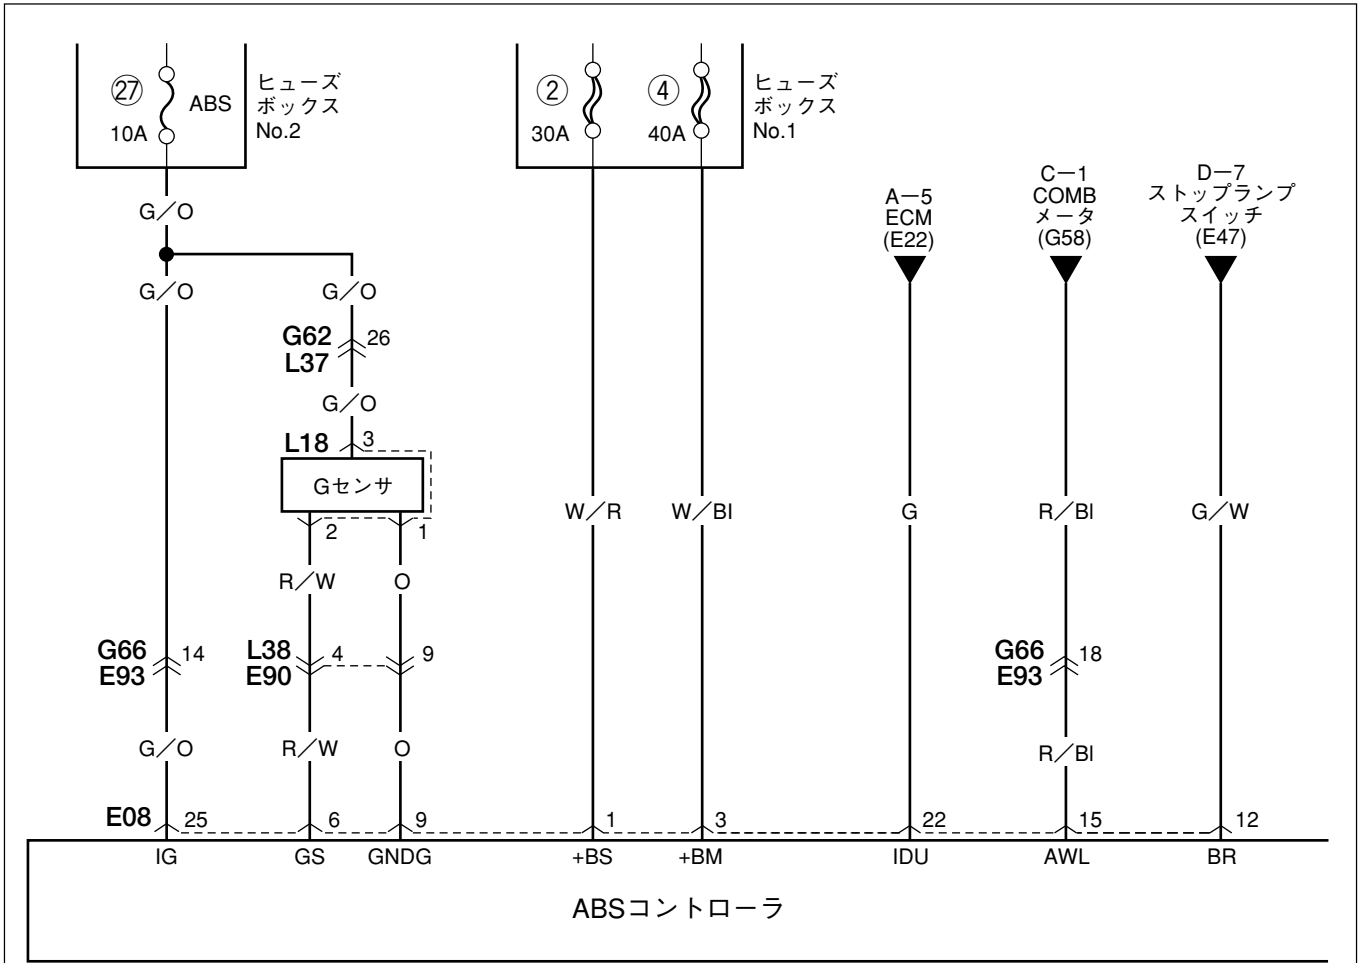 27
ABS
10A
ヒューズ
ボックス
No.2
2
30A
4
40A
ヒューズ
ボックス
No.1
A－5
ECM
(E22)
C－1
COMB
メータ
(G58)
D－7
ストップランプ
スイッチ
(E47)
G／O
G／O
G／O
G62
L37
26
G／O
L18
3
Gセンサ
2
1
W／R
W／Bl
G
R／Bl
G／W
R／W
O
G66
E93
14
L38
E90
4
9
G66
E93
18
G／O
R／W
O
R／Bl
E08
25
6
9
1
3
22
15
12
IG
GS
GNDG
+BS
+BM
IDU
AWL
BR
ABSコントローラ